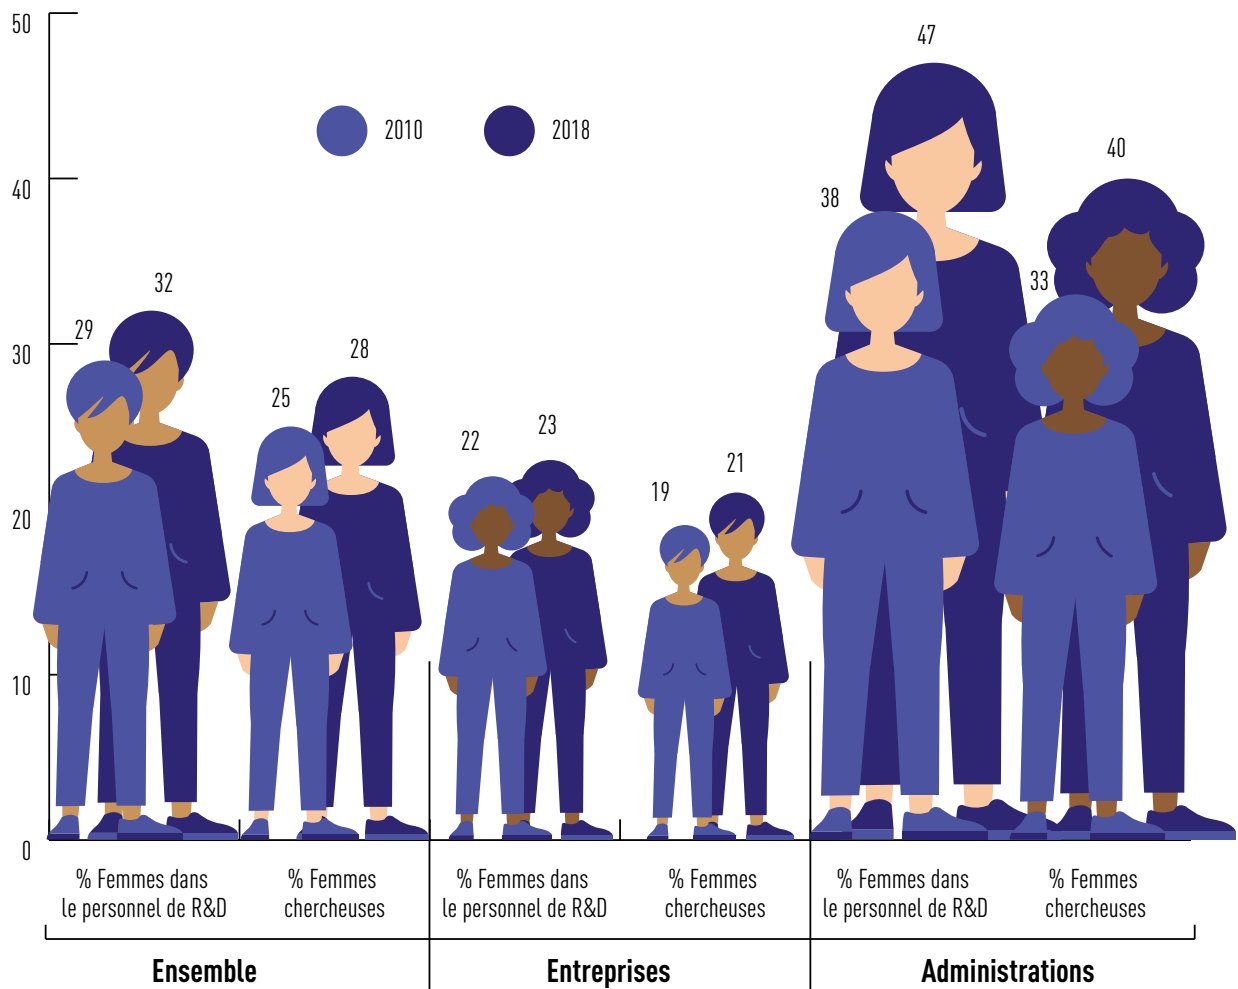 50
40
30
20
10
0
2010
2018
29
32
25
28
22
23
19
21
38
47
33
40
% Femmes dans
le personnel de R&D
% Femmes
chercheuses
% Femmes dans
le personnel de R&D
% Femmes
chercheuses
% Femmes dans
le personnel de R&D
% Femmes
chercheuses
Ensemble
Entreprises
Administrations